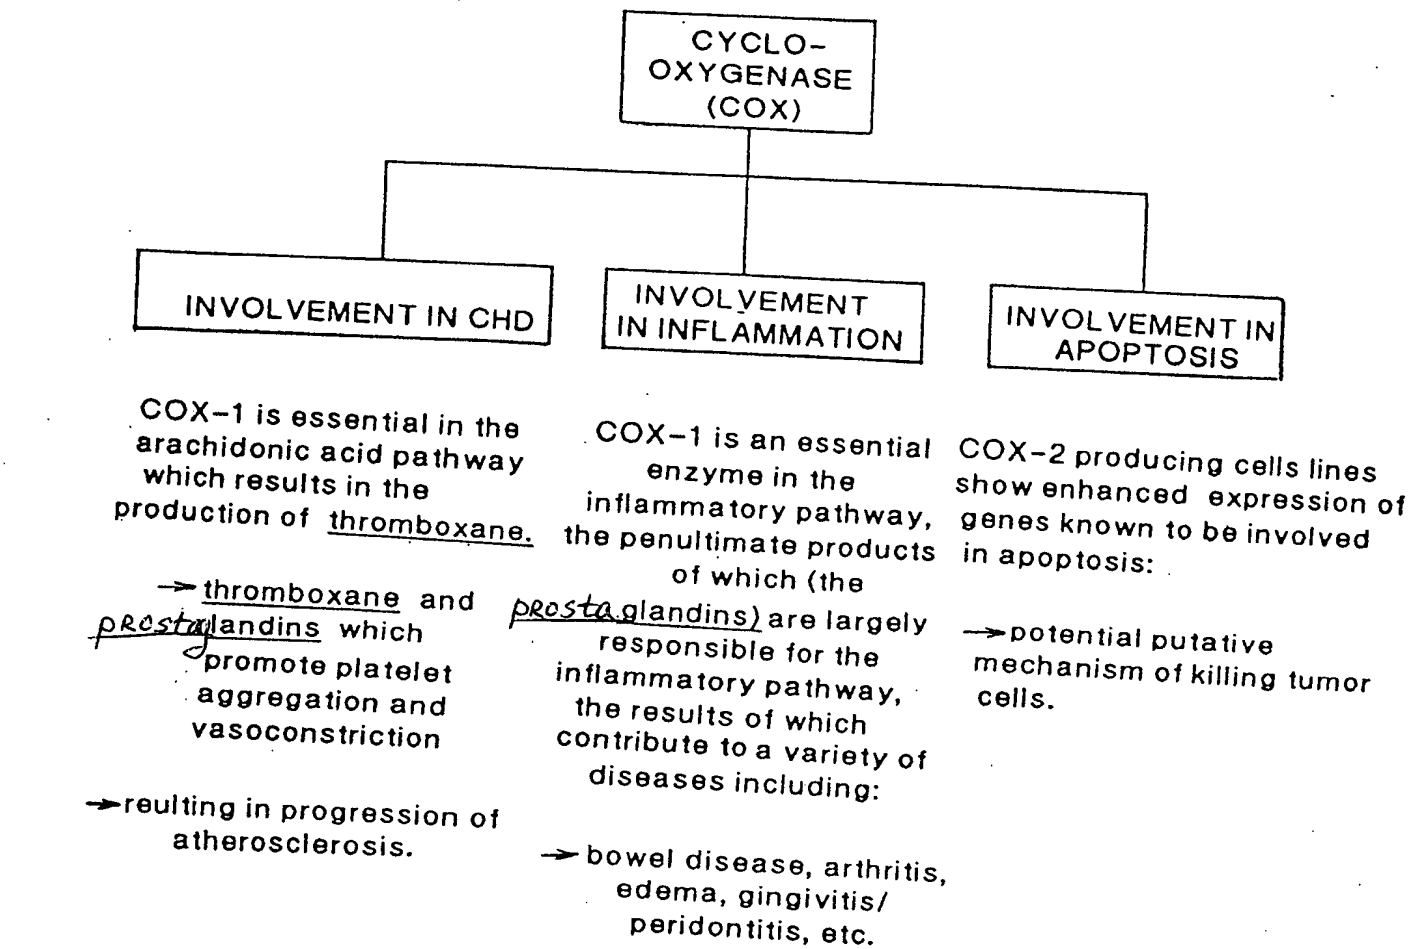 CYCLO-
OXYGENASE
(COX)
INVOLVEMENT IN CHD
COX-1 is essential in the
arachidonic acid pathway
which results in the
production of thromboxane.
→ thromboxane and
prostaglandins which
promote platelet
aggregation and
vasoconstriction
→ reulting in progression of
atherosclerosis.
INVOLVEMENT
IN INFLAMMATION
COX-1 is an essential
enzyme in the
inflammatory pathway,
the penultimate products
of which (the
prostaglandins) are largely
responsible for the
inflammatory pathway,
the results of which
contribute to a variety of
diseases including:
→ bowel disease, arthritis,
edema, gingivitis/
peridontitis, etc.
INVOLVEMENT IN
APOPTOSIS
COX-2 producing cells lines
show enhanced expression of
genes known to be involved
in apoptosis:
→ potential putative
mechanism of killing tumor
cells.